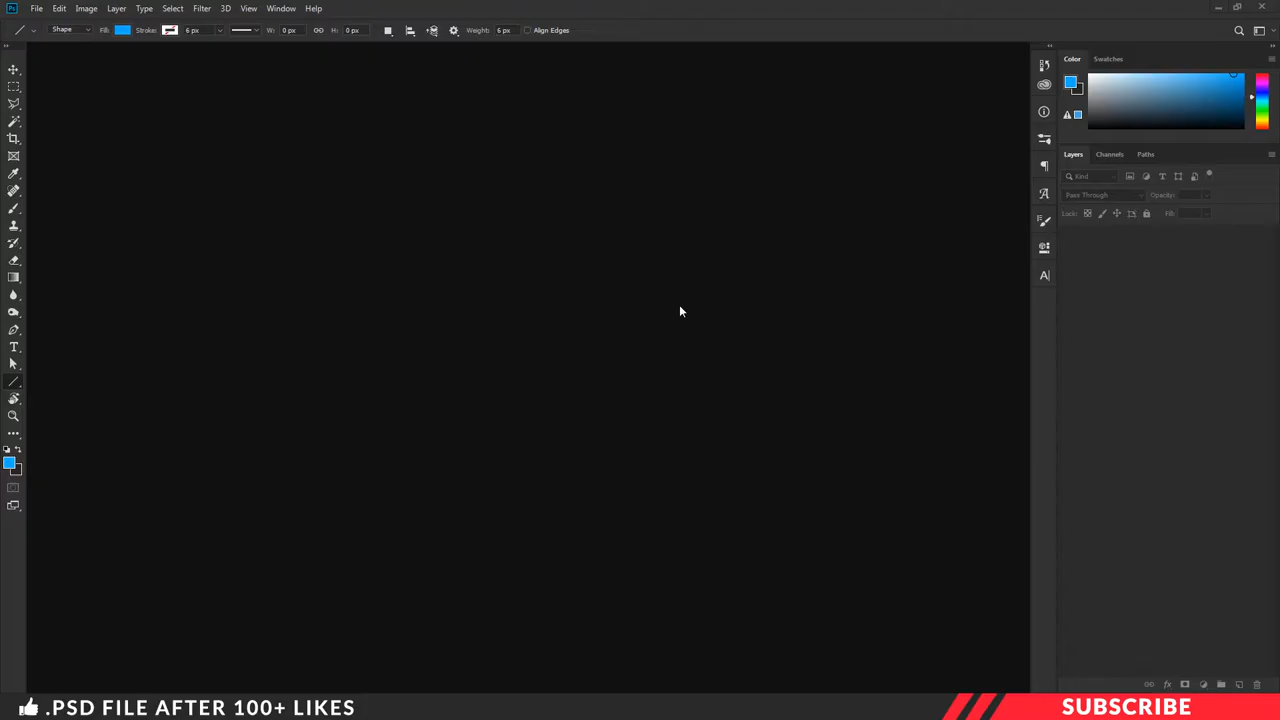 Ps File Edit Image Layer Type Select Filter 3D View Window Help
Shape Fill: Stroke: 6 px W: 0 px H: 0 px Weight: 6 px Align Edges
Color Swatches
Layers Channels Paths
Kind
Pass Through Opacity:
Lock: Fill:
.PSD FILE AFTER 100+ LIKES
SUBSCRIBE